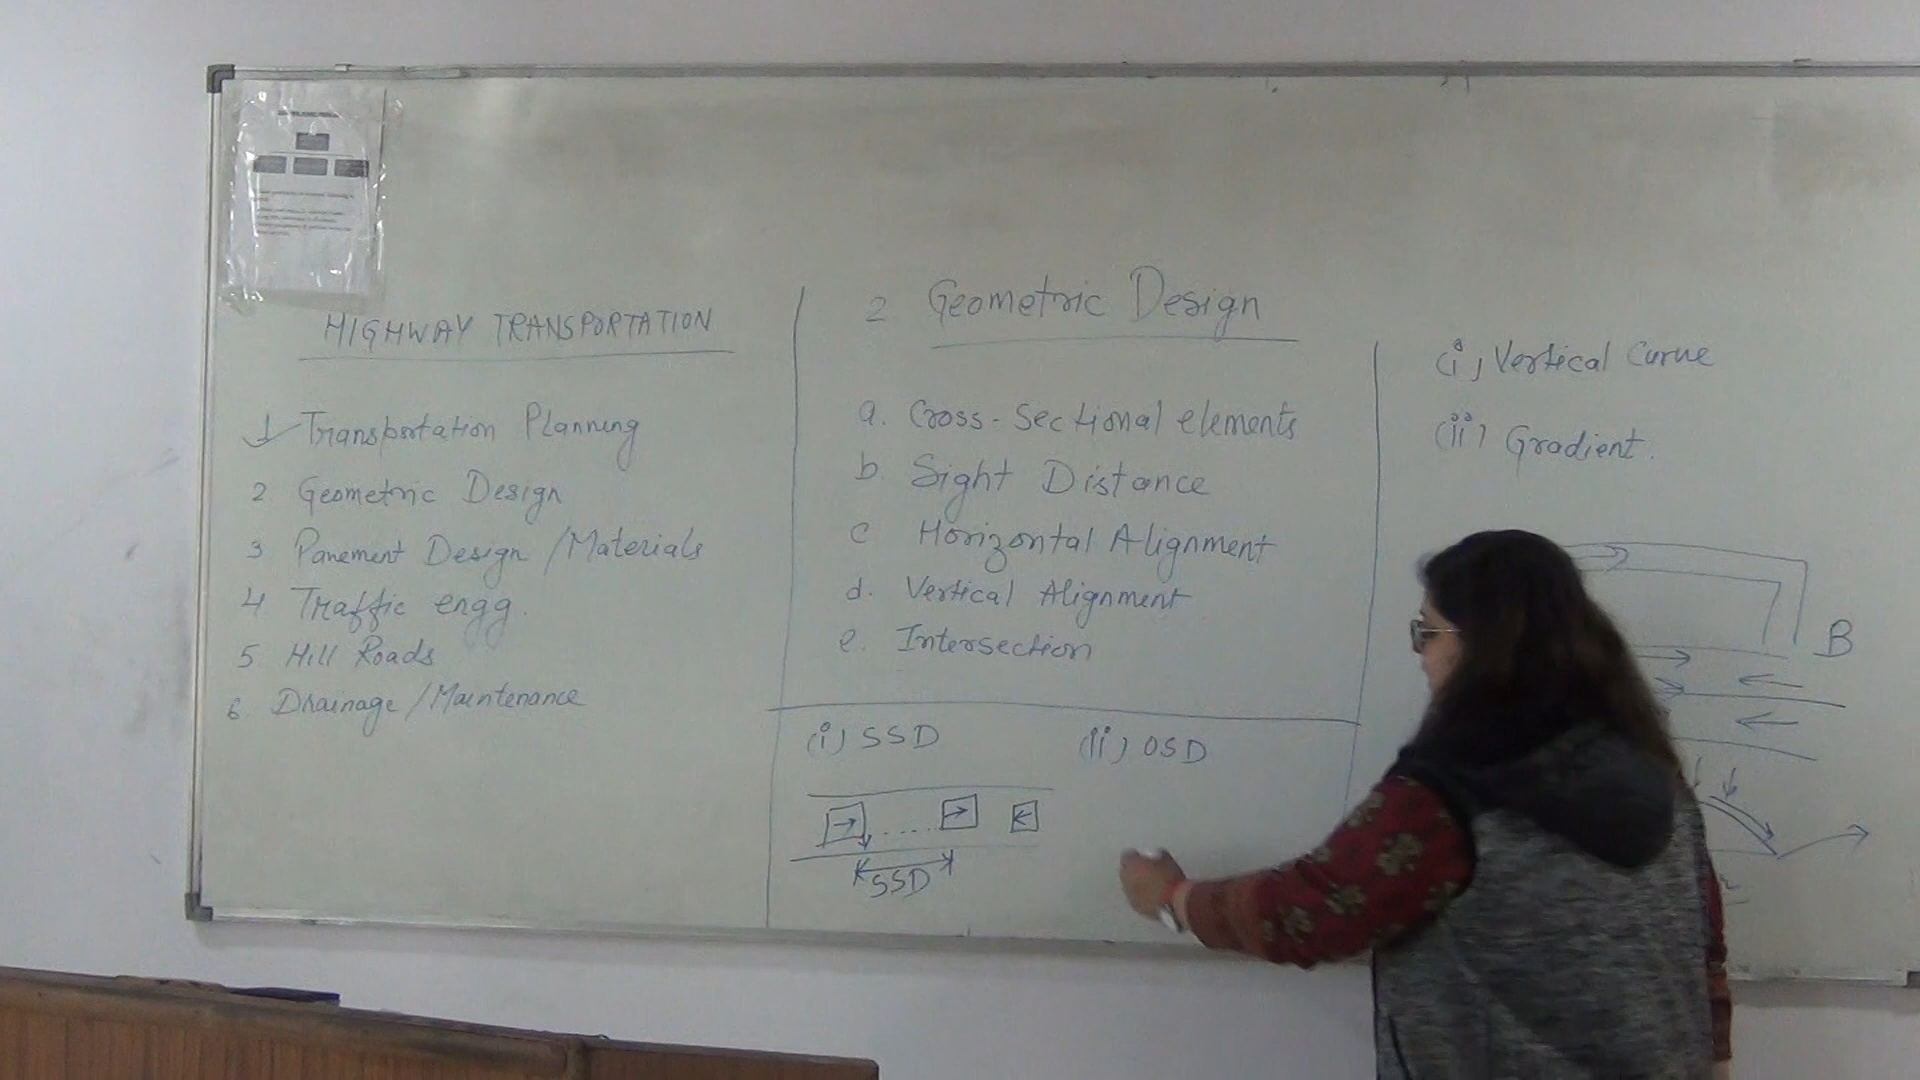 HIGHWAY TRANSPORTATION
1 Transportation Planning
2 Geometric Design
3 Pavement Design / Materials
4 Traffic engg.
5 Hill Roads
6 Drainage / Maintenance
2. Geometric Design
a. Cross-Sectional elements
b. Sight Distance
c Horizontal Alignment
d. Vertical Alignment
e. Intersection
(i) SSD
(ii) OSD
SSD
(i) Vertical Curve
(ii) Gradient.
B